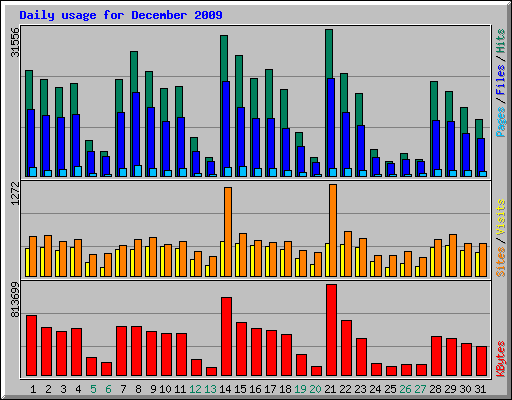 Daily usage for December 2009
31556
Pages / Files / Hits
1272
Sites / Visits
813699
KBytes
1 2 3 4 5 6 7 8 9 10 11 12 13 14 15 16 17 18 19 20 21 22 23 24 25 26 27 28 29 30 31